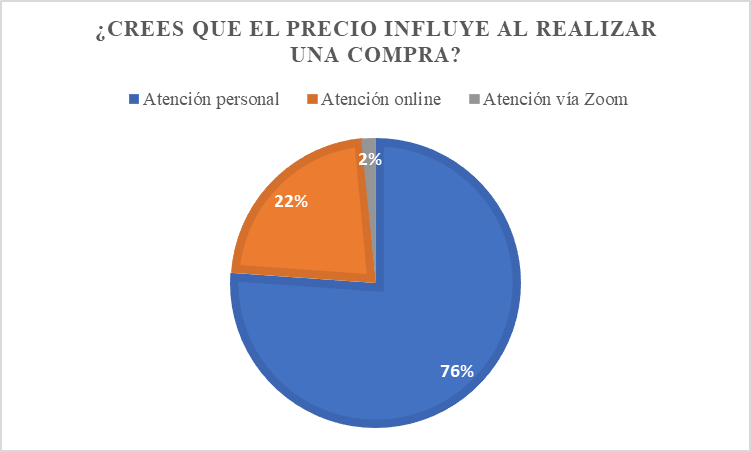 ¿CREES QUE EL PRECIO INFLUYE AL REALIZAR
UNA COMPRA?
Atención personal Atención online Atención vía Zoom
2%
22%
76%